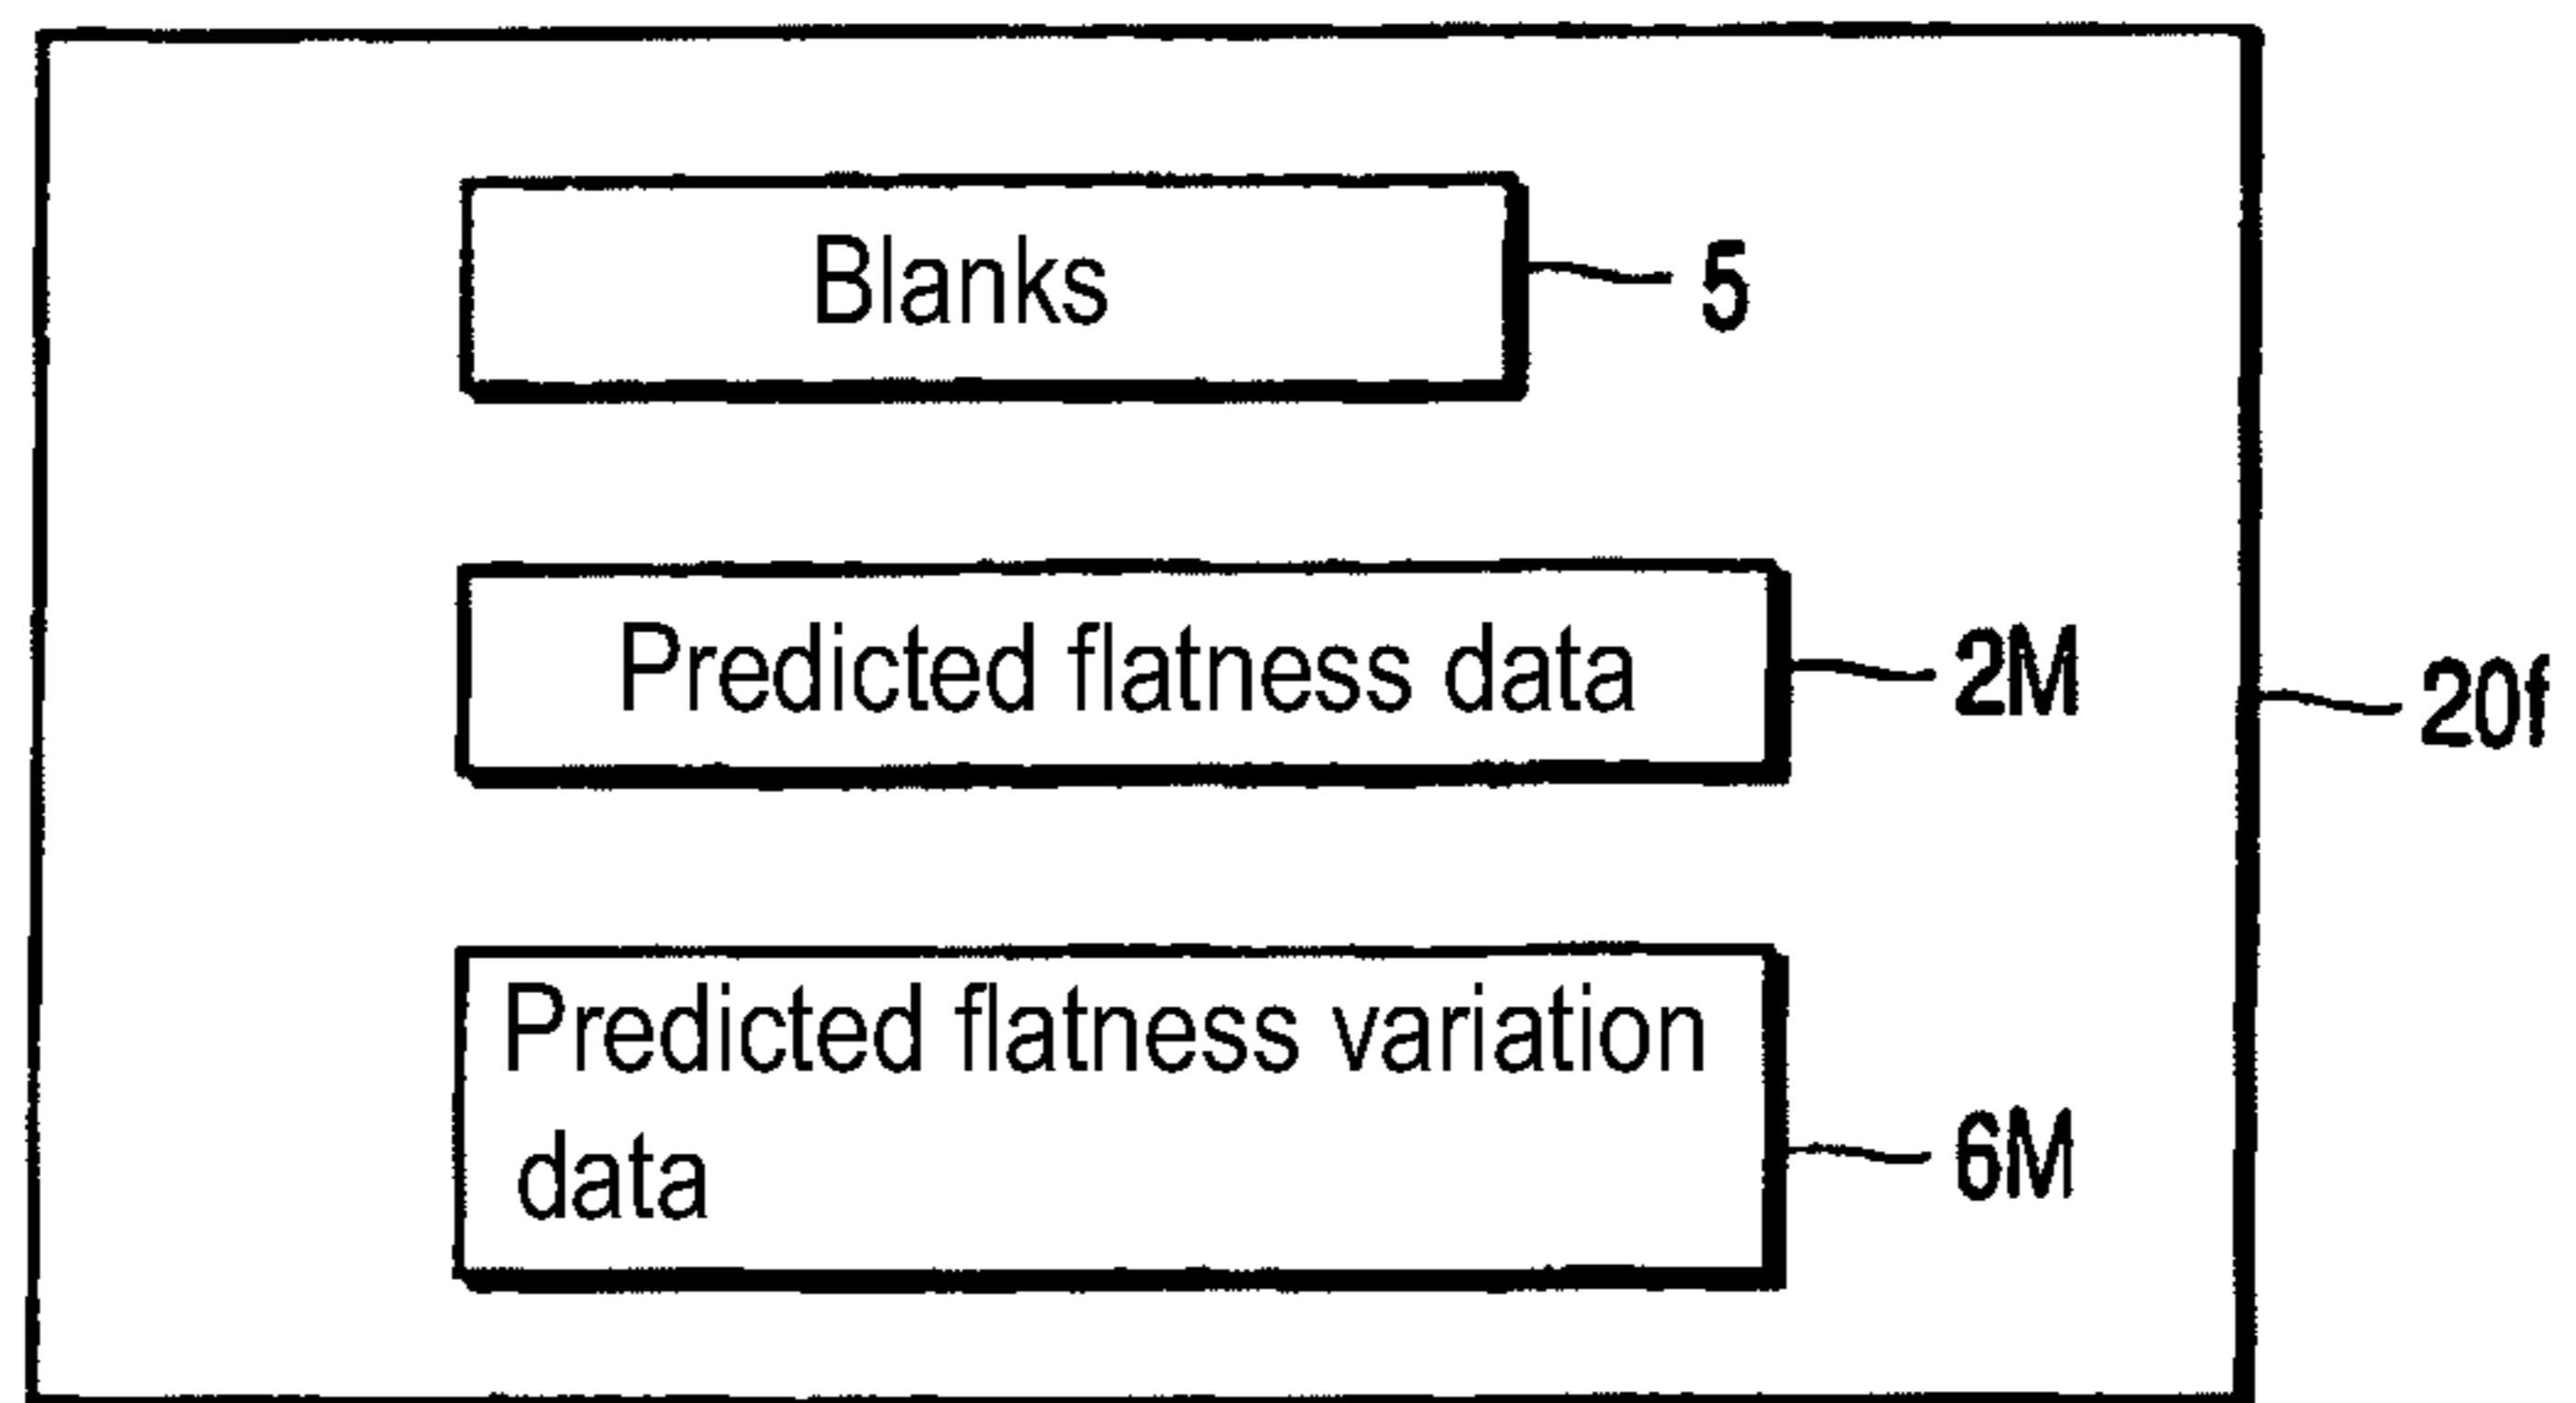 Blanks
5
Predicted flatness data
2M
20f
Predicted flatness variation
data
6M